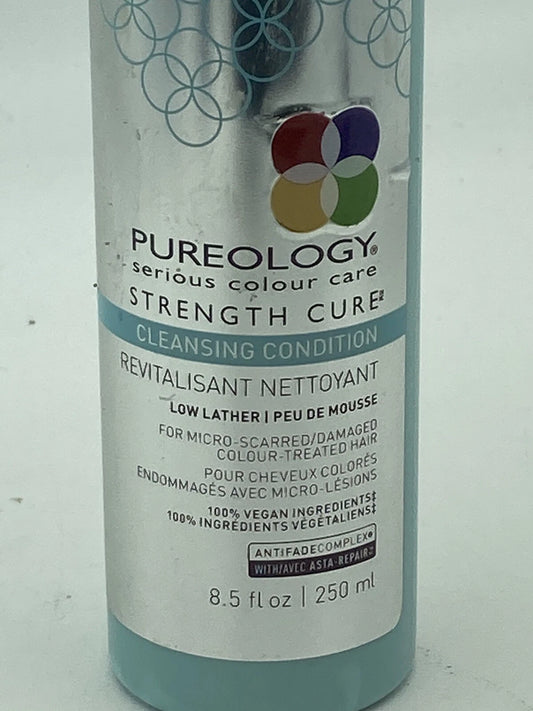 PUREOLOGY®
serious colour care
STRENGTH CURE™
CLEANSING CONDITION
REVITALISANT NETTOYANT
LOW LATHER | PEU DE MOUSSE
FOR MICRO-SCARRED/DAMAGED
COLOUR-TREATED HAIR
POUR CHEVEUX COLORÉS
ENDOMMAGÉS AVEC MICRO-LÉSIONS
100% VEGAN INGREDIENTS‡
100% INGRÉDIENTS VÉGÉTALIENS‡
ANTIFADECOMPLEX®
WITH/AVEC ASTA-REPAIR™
8.5 fl oz | 250 ml